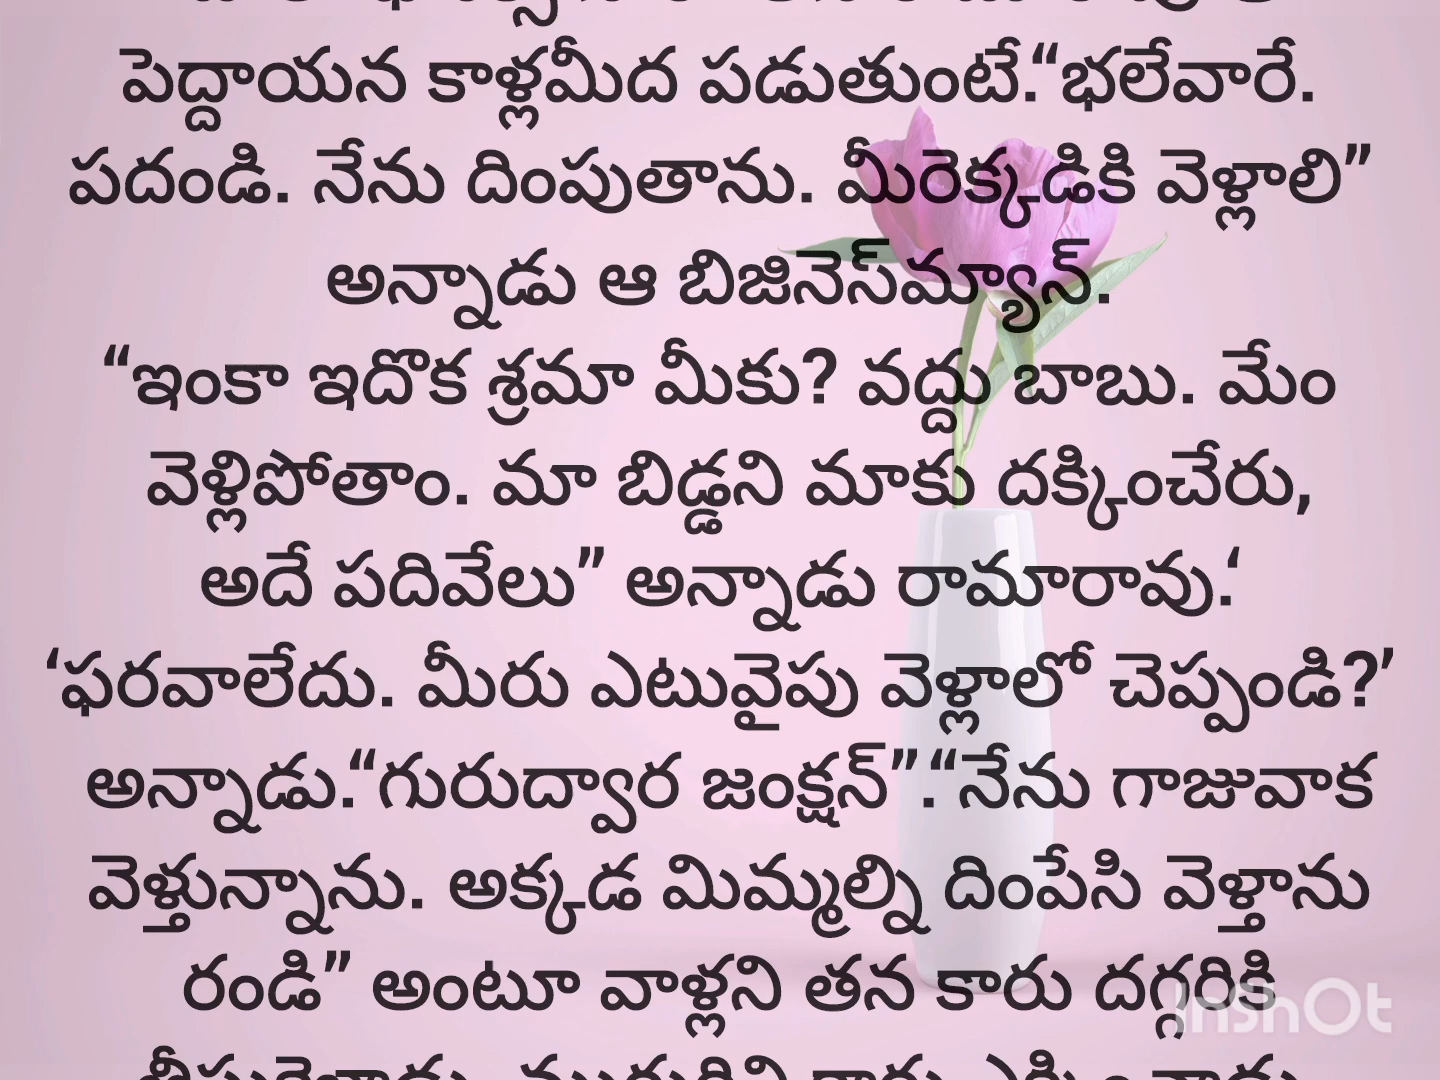 పెద్దాయన కాళ్లమీద పడుతుంటే.“భలేవారే.
పదండి. నేను దింపుతాను. మీరెక్కడికి వెళ్లాలి”
అన్నాడు ఆ బిజినెస్‌మ్యాన్.
“ఇంకా ఇదొక శ్రమా మీకు? వద్దు బాబు. మేం
వెళ్లిపోతాం. మా బిడ్డని మాకు దక్కించేరు,
అదే పదివేలు” అన్నాడు రామారావు.‘
‘ఫరవాలేదు. మీరు ఎటువైపు వెళ్లాలో చెప్పండి?’
అన్నాడు.“గురుద్వార జంక్షన్”.“నేను గాజువాక
వెళ్తున్నాను. అక్కడ మిమ్మల్ని దింపేసి వెళ్తాను
రండి” అంటూ వాళ్లని తన కారు దగ్గరికి
InShOt